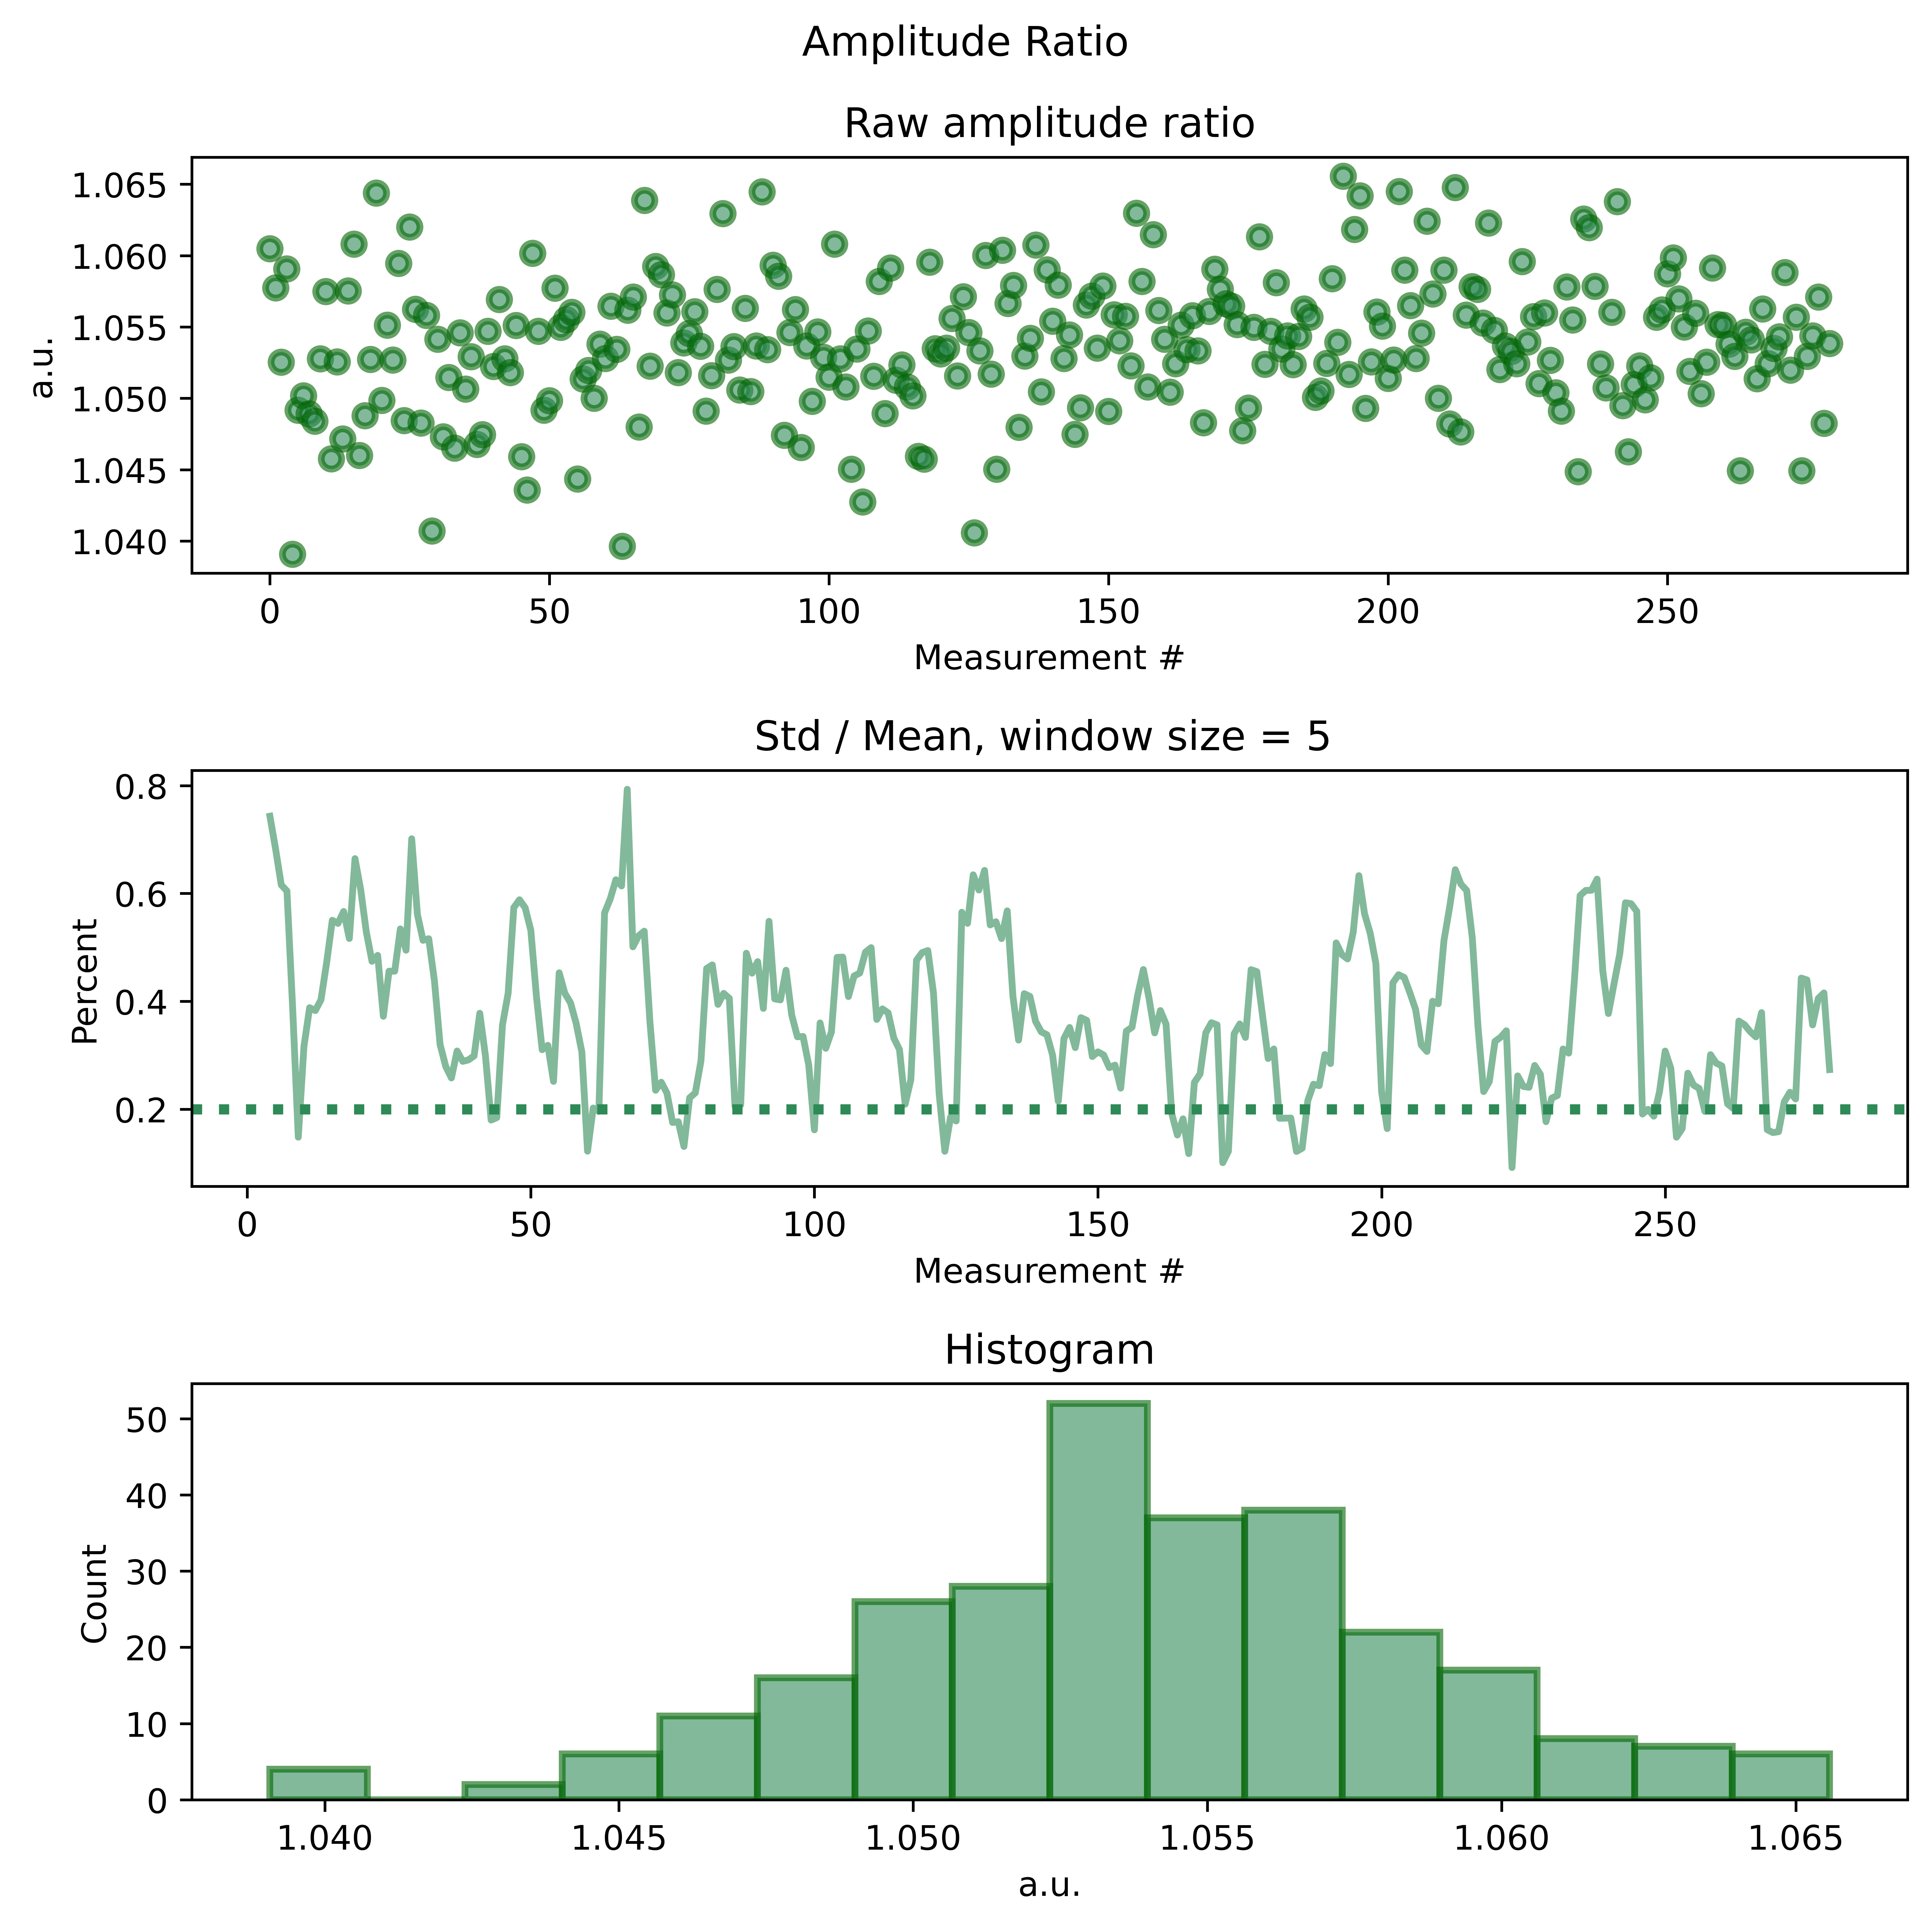 Amplitude Ratio
Raw amplitude ratio
a.u.
1.065
1.060
1.055
1.050
1.045
1.040
0 50 100 150 200 250
Measurement #
Std / Mean, window size = 5
Percent
0.8
0.6
0.4
0.2
0 50 100 150 200 250
Measurement #
Histogram
Count
50
40
30
20
10
0
1.040 1.045 1.050 1.055 1.060 1.065
a.u.